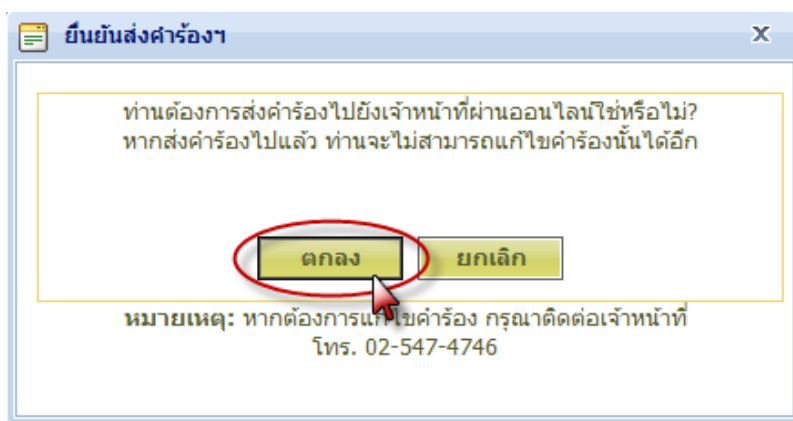 ยืนยันส่งคำร้องฯ
ท่านต้องการส่งคำร้องไปยังเจ้าหน้าที่ผ่านออนไลน์ใช่หรือไม่?
หากส่งคำร้องไปแล้ว ท่านจะไม่สามารถแก้ไขคำร้องนั้นได้อีก
ตกลง
ยกเลิก
หมายเหตุ: หากต้องการแก้ไขคำร้อง กรุณาติดต่อเจ้าหน้าที่
โทร. 02-547-4746